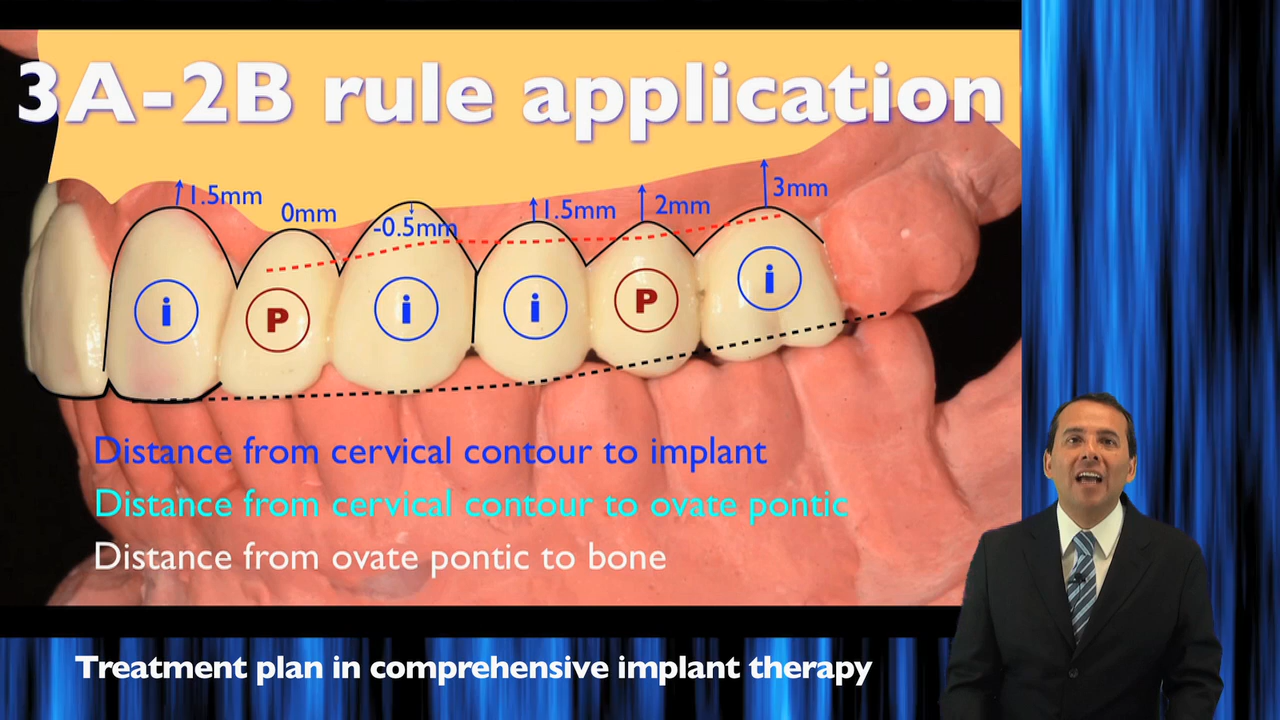 3A-2B rule application
1.5mm
0mm
-0.5mm
1.5mm
2mm
3mm
i
P
i
i
P
i
Distance from cervical contour to implant
Distance from cervical contour to ovate pontic
Distance from ovate pontic to bone
Treatment plan in comprehensive implant therapy